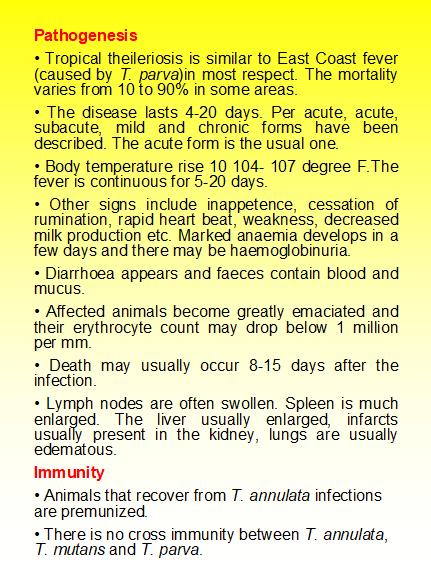 Pathogenesis
• Tropical theileriosis is similar to East Coast fever
(caused by T. parva)in most respect. The mortality
varies from 10 to 90% in some areas.
• The disease lasts 4-20 days. Per acute, acute,
subacute, mild and chronic forms have been
described. The acute form is the usual one.
• Body temperature rise 10 104- 107 degree F.The
fever is continuous for 5-20 days.
• Other signs include inappetence, cessation of
rumination, rapid heart beat, weakness, decreased
milk production etc. Marked anaemia develops in a
few days and there may be haemoglobinuria.
• Diarrhoea appears and faeces contain blood and
mucus.
• Affected animals become greatly emaciated and
their erythrocyte count may drop below 1 million
per mm.
• Death may usually occur 8-15 days after the
infection.
• Lymph nodes are often swollen. Spleen is much
enlarged. The liver usually enlarged, infarcts
usually present in the kidney, lungs are usually
edematous.
Immunity
• Animals that recover from T. annulata infections
are premunized.
• There is no cross immunity between T. annulata,
T. mutans and T. parva.